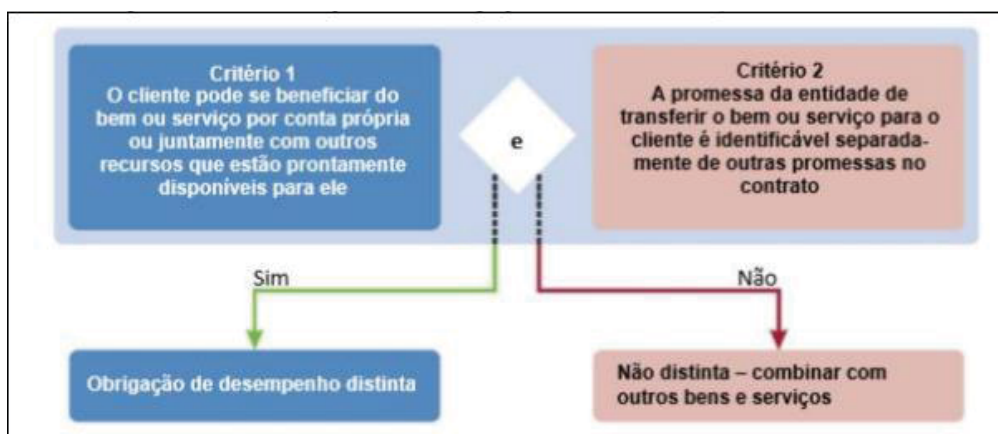 Critério 1
O cliente pode se beneficiar do
bem ou serviço por conta própria
ou juntamente com outros
recursos que estão prontamente
disponíveis para ele
e
Critério 2
A promessa da entidade de
transferir o bem ou serviço para o
cliente é identificável separada-
mente de outras promessas no
contrato
Sim
Não
Obrigação de desempenho distinta
Não distinta – combinar com
outros bens e serviços